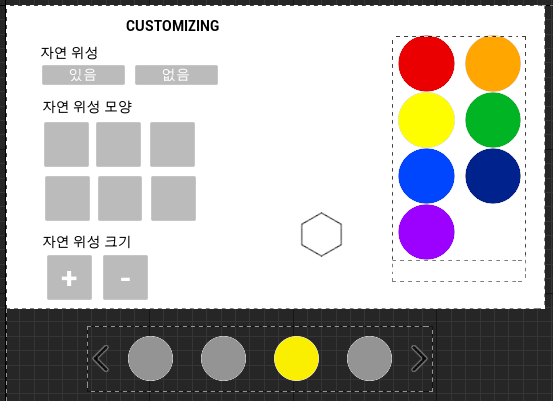 CUSTOMIZING
자연 위성
있음 없음
자연 위성 모양
자연 위성 크기
+ -